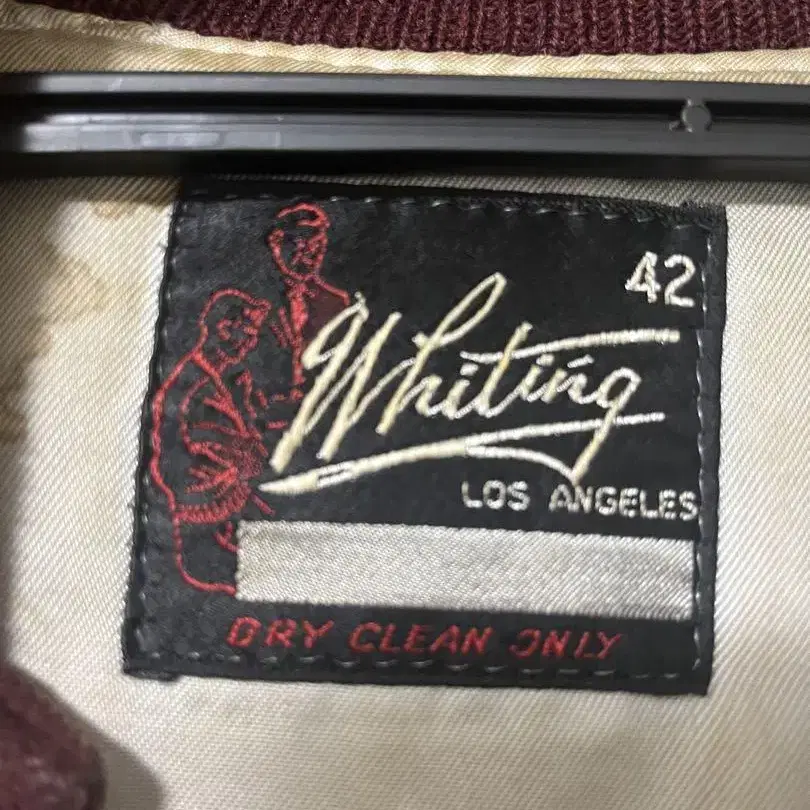 42
Whiting
LOS ANGELES
DRY CLEAN ONLY